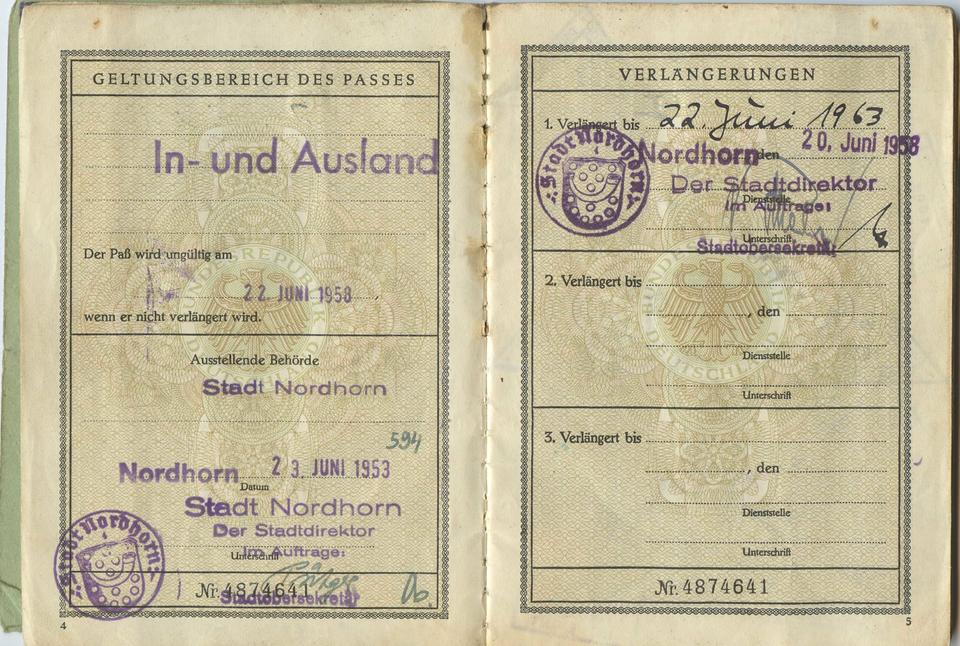 GELTUNGSBEREICH DES PASSES
In- und Ausland
Der Paß wird ungültig am
22. JUNI 1958
wenn er nicht verlängert wird.
BUNDESREPUBLIK DEUTSCHLAND
Ausstellende Behörde
Stadt Nordhorn
594
Nordhorn 23. JUNI 1953
Datum
Stadt Nordhorn
Der Stadtdirektor
Im Auftrage:
Unterschrift
Stadt Nordhorn
Nr. 4874641
Stadtobersekretär
4
VERLÄNGERUNGEN
1. Verlängert bis 22. Juni 1963
Nordhorn, den 20. Juni 1958
Stadt Nordhorn
Der Stadtdirektor
Dienststelle
Im Auftrage:
Unterschrift
Stadtobersekretär
BUNDESREPUBLIK DEUTSCHLAND
2. Verlängert bis
, den
Dienststelle
Unterschrift
3. Verlängert bis
, den
Dienststelle
Unterschrift
Nr. 4874641
5